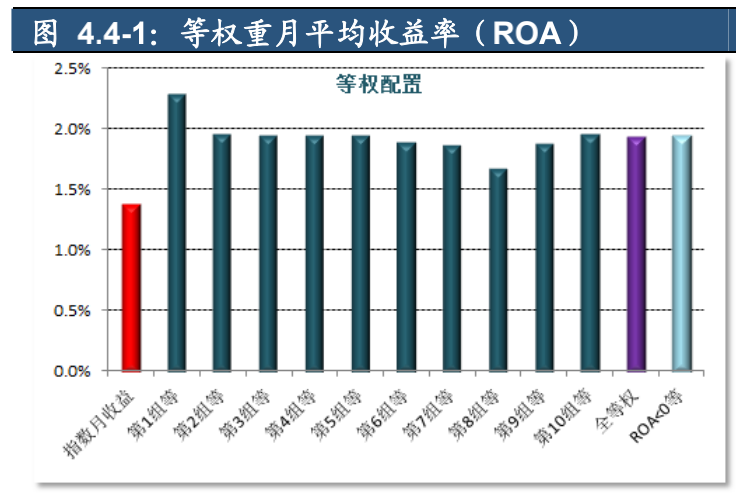 图 4.4-1：等权重月平均收益率（ROA）
等权配置
2.5%
2.0%
1.5%
1.0%
0.5%
0.0%
指数月收益
第1组等
第2组等
第3组等
第4组等
第5组等
第6组等
第7组等
第8组等
第9组等
第10组等
全等权
ROA<0等